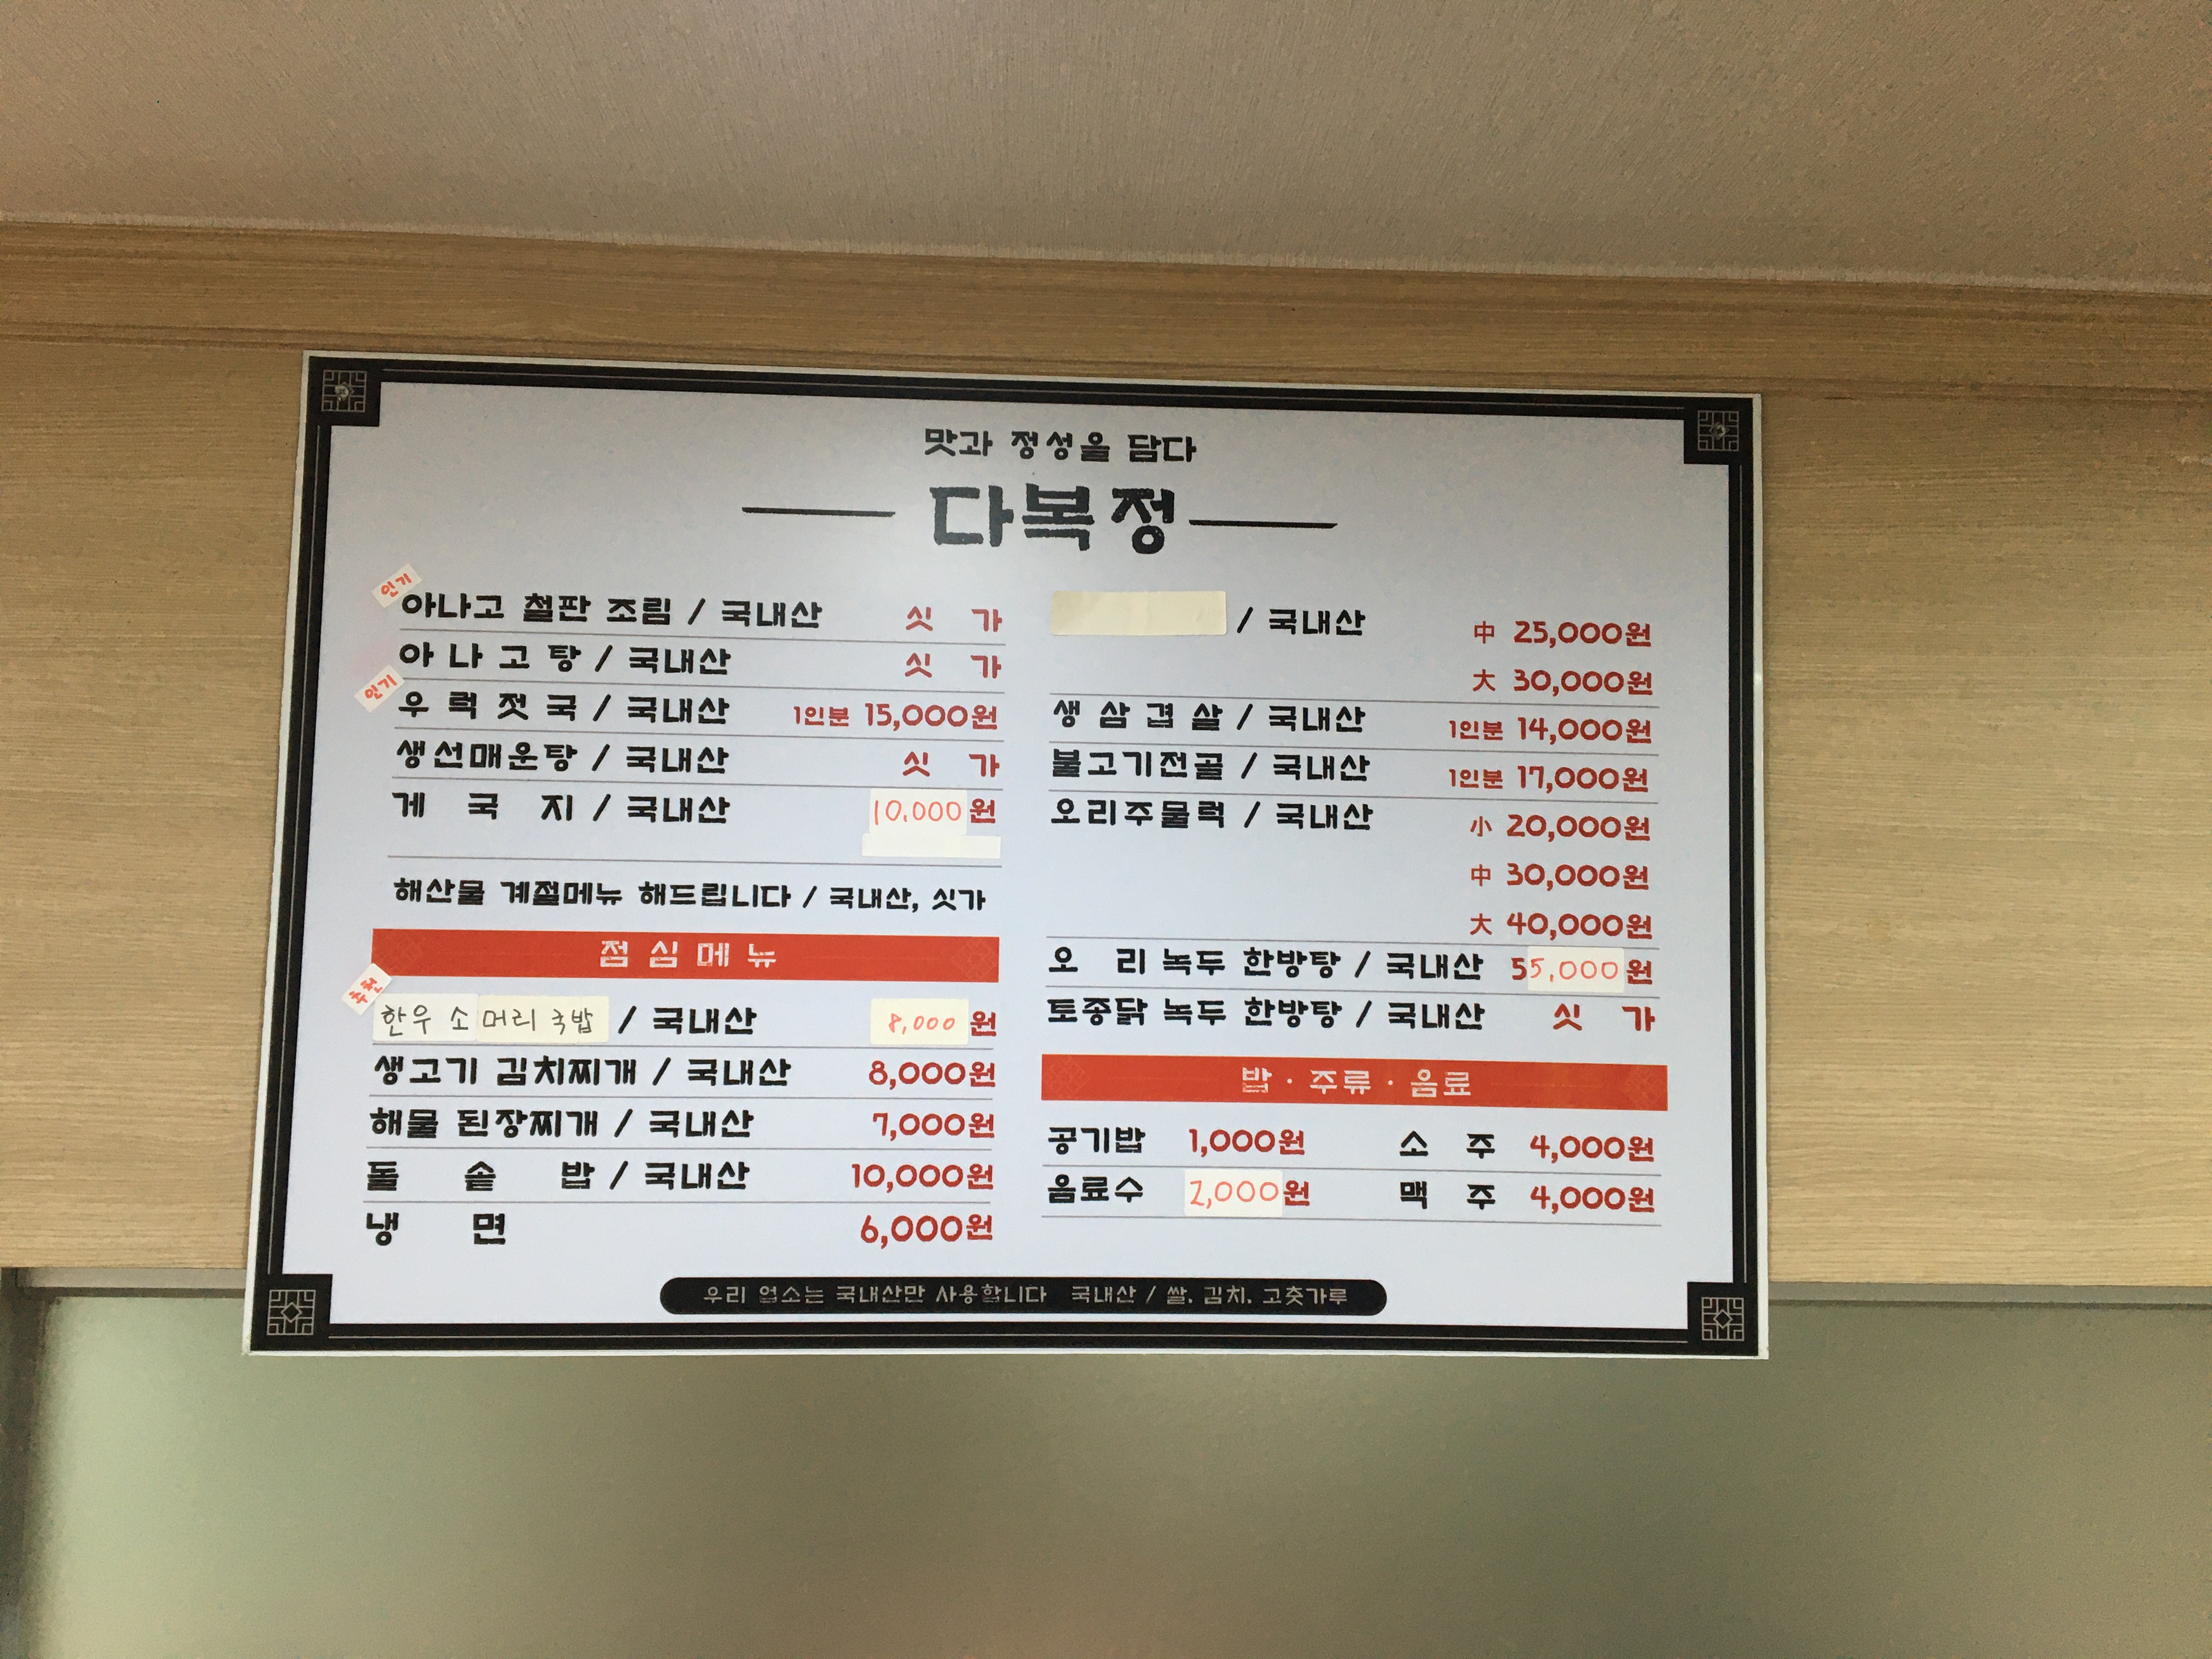 맛과 정성을 담다
다복정
인기
아나고 철판 조림 / 국내산 싯 가
아 나 고 탕 / 국내산 싯 가
인기
우 럭 젓 국 / 국내산 1인분 15,000원
생선매운탕 / 국내산 싯 가
게 국 지 / 국내산 10,000원
해산물 계절메뉴 해드립니다 / 국내산, 싯가
점 심 메 뉴
추천
한우 소머리 국밥 / 국내산 8,000원
생고기 김치찌개 / 국내산 8,000원
해물 된장찌개 / 국내산 7,000원
돌 솥 밥 / 국내산 10,000원
냉 면 6,000원
/ 국내산 中 25,000원
大 30,000원
생 삼 겹 살 / 국내산 1인분 14,000원
불고기전골 / 국내산 1인분 17,000원
오리주물럭 / 국내산 小 20,000원
中 30,000원
大 40,000원
오 리 녹두 한방탕 / 국내산 55,000원
토종닭 녹두 한방탕 / 국내산 싯 가
밥 · 주류 · 음료
공기밥 1,000원 소 주 4,000원
음료수 2,000원 맥 주 4,000원
우리 업소는 국내산만 사용합니다 국내산 / 쌀. 김치. 고춧가루